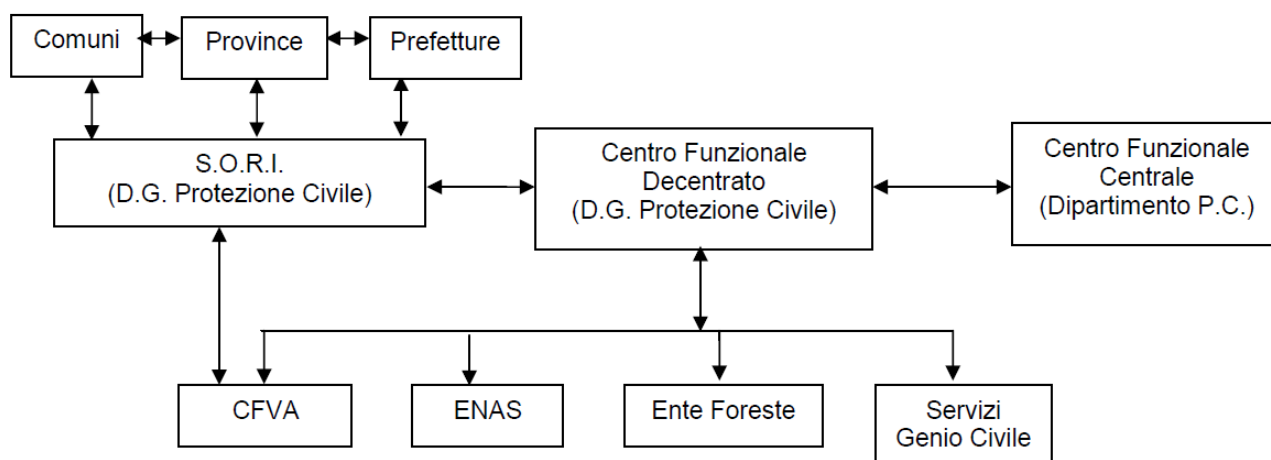 Comuni
Province
Prefetture
S.O.R.I.
(D.G. Protezione Civile)
Centro Funzionale
Decentrato
(D.G. Protezione Civile)
Centro Funzionale
Centrale
(Dipartimento P.C.)
CFVA
ENAS
Ente Foreste
Servizi
Genio Civile